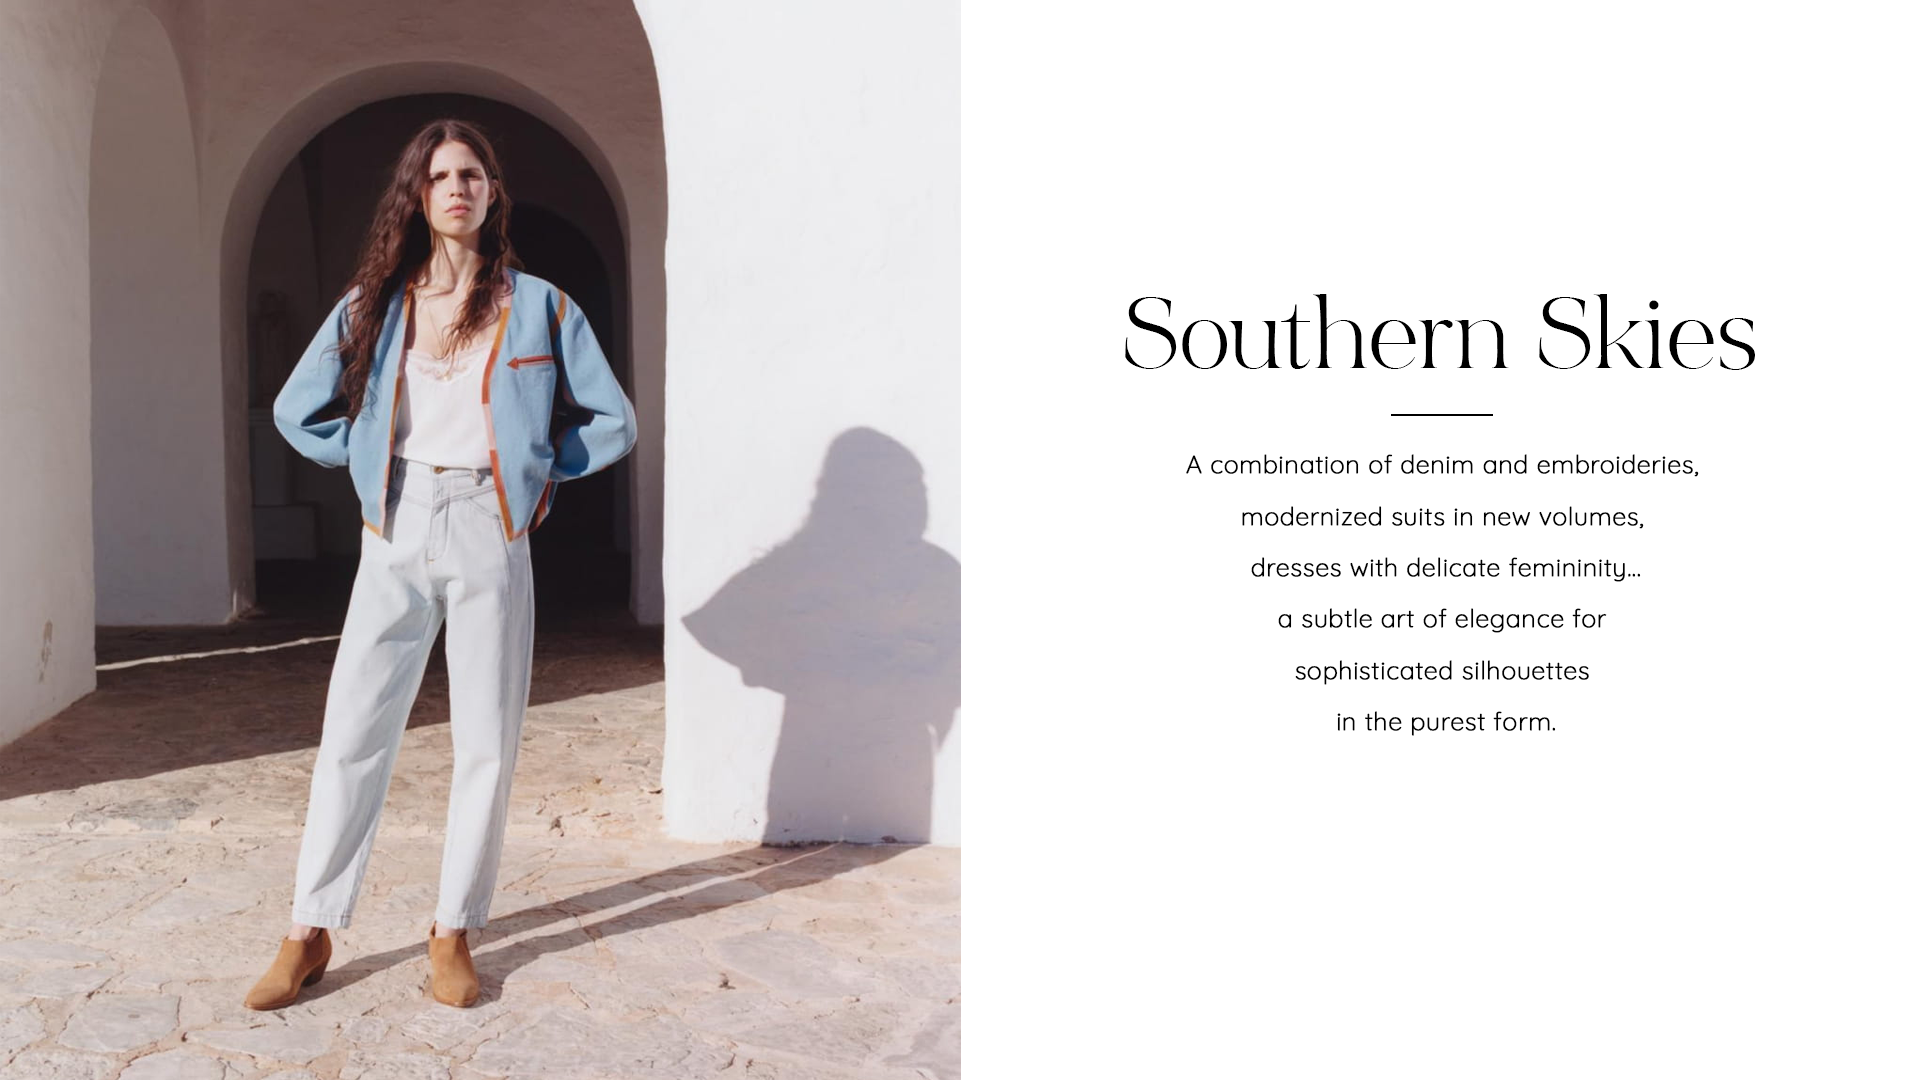 Southern Skies
A combination of denim and embroideries,
modernized suits in new volumes,
dresses with delicate femininity...
a subtle art of elegance for
sophisticated silhouettes
in the purest form.